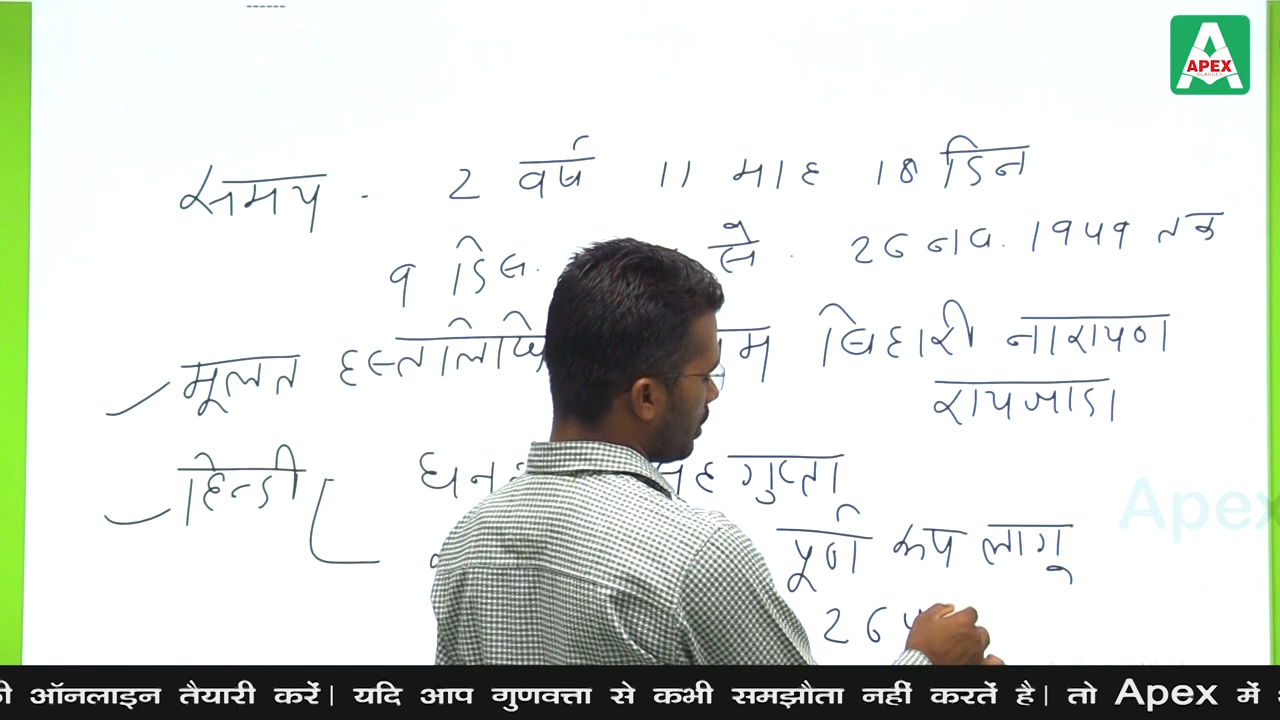 APEX
CLASSES
समय - 2 वर्ष 11 माह 18 दिन
9 दिस. से . 26 नव. 1949 तक
मूलत हस्तलिपि बिहारी नारायण
रायजादा
हिन्दी गुप्ता
पूर्ण रूप लागू
26
Apex
ऑनलाइन तैयारी करें। यदि आप गुणवत्ता से कभी समझौता नहीं करतें है। तो Apex में